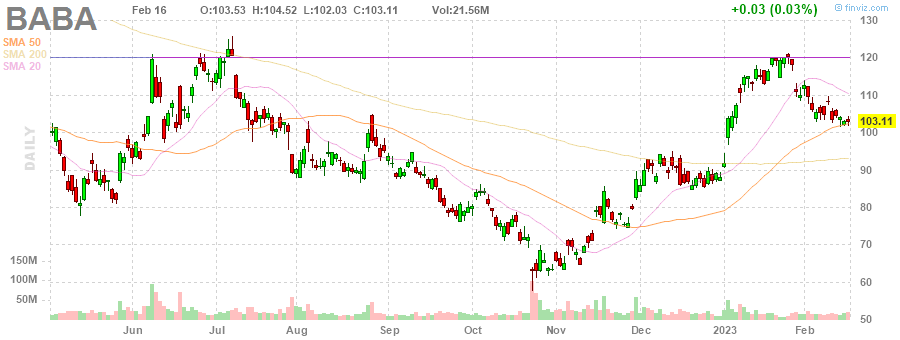 BABA Feb 16 O:103.53 H:104.52 L:102.03 C:103.11 Vol:21.56M +0.03 (0.03%) © finviz.com
SMA 50
SMA 200
SMA 20
DAILY
130
120
110
103.11
100
90
80
70
60
50
150M
100M
50M
Jun Jul Aug Sep Oct Nov Dec 2023 Feb